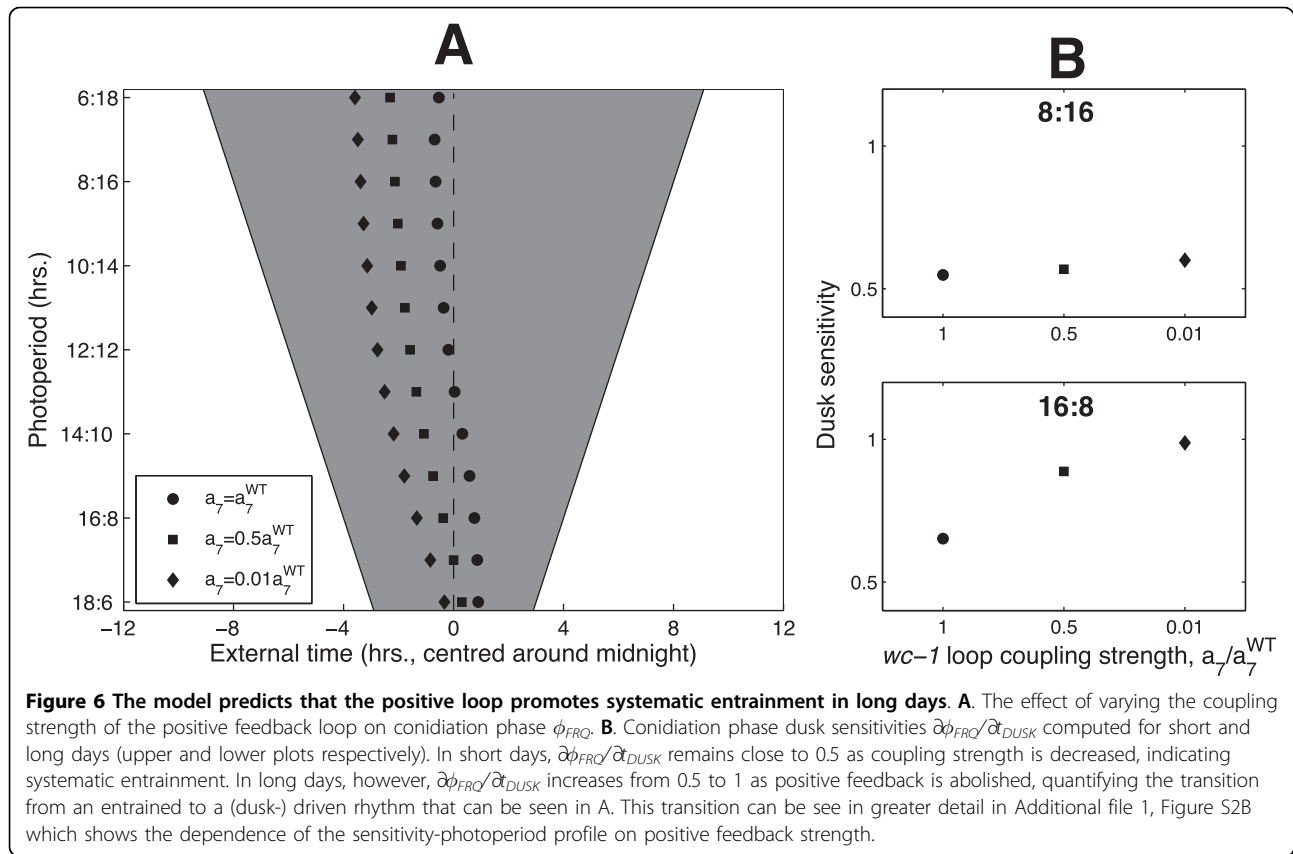 A
6:18
8:16
10:14
12:12
14:10
16:8
18:6
Photoperiod (hrs.)
a₇=a₇ᵂᵀ
a₇=0.5a₇ᵂᵀ
a₇=0.01a₇ᵂᵀ
−12 −8 −4 0 4 8 12
External time (hrs., centred around midnight)
B
8:16
1
0.5
1 0.5 0.01
Dusk sensitivity
16:8
1
0.5
1 0.5 0.01
wc−1 loop coupling strength, a₇/a₇ᵂᵀ
Figure 6 The model predicts that the positive loop promotes systematic entrainment in long days. A. The effect of varying the coupling
strength of the positive feedback loop on conidiation phase ϕFRQ. B. Conidiation phase dusk sensitivities ∂ϕFRQ/∂tDUSK computed for short and
long days (upper and lower plots respectively). In short days, ∂ϕFRQ/∂tDUSK remains close to 0.5 as coupling strength is decreased, indicating
systematic entrainment. In long days, however, ∂ϕFRQ/∂tDUSK increases from 0.5 to 1 as positive feedback is abolished, quantifying the transition
from an entrained to a (dusk-) driven rhythm that can be seen in A. This transition can be see in greater detail in Additional file 1, Figure S2B
which shows the dependence of the sensitivity-photoperiod profile on positive feedback strength.